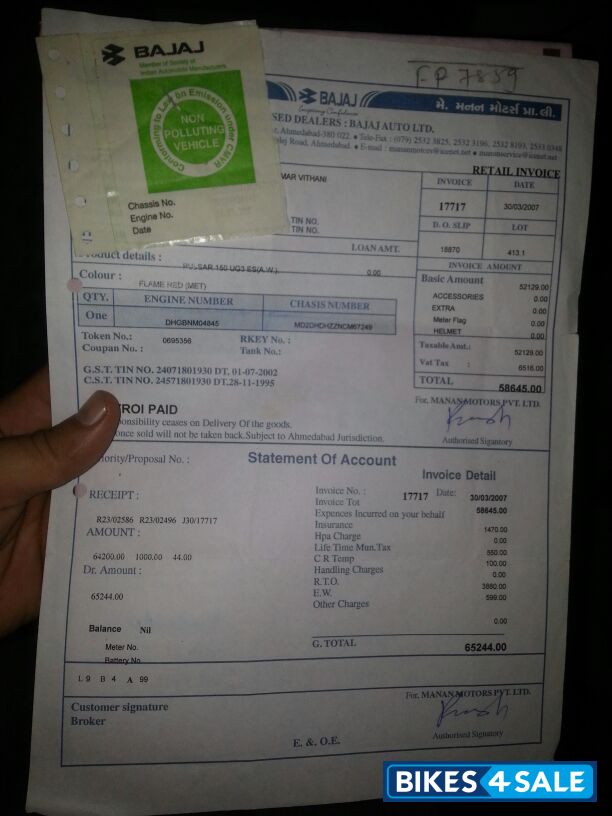 BAJAJ
Member of Society of
Indian Automobile Manufacturers
Conforming to Law on Emission under CMVR
NON
POLLUTING
VEHICLE
Chassis No.
Engine No.
Date
FP 7859
BAJAJ
મે. મનન મોટર્સ પ્રા.લી.
SED DEALERS : BAJAJ AUTO LTD.
Ahmedabad-380 022. ● Tele-Fax : (079) 2532 3825, 2532 3196, 2532 8193, 2533 0348
Road, Ahmedabad. ● E-mail :
RETAIL INVOICE
MAR VITHANI
INVOICE DATE
17717 30/03/2007
D. O. SLIP LOT
18870 413.1
TIN NO.
TIN NO.
LOAN AMT.
INVOICE AMOUNT
Product details :
PULSAR 150 UG3 ES(A.W.) 0.00
Basic Amount 52129.00
ACCESSORIES 0.00
EXTRA 0.00
Meter Flag 0.00
HELMET 0.00
Colour : FLAME RED (MET)
QTY. ENGINE NUMBER CHASIS NUMBER
One DHGBNM04845 MD2DHDHZZNCM67249
Taxable Amt.: 52129.00
Vat Tax : 6516.00
TOTAL 58645.00
Token No.: 0695356 RKEY No. :
Coupan No. : Tank No.:
G.S.T. TIN NO. 24071801930 DT. 01-07-2002
C.S.T. TIN NO. 24571801930 DT.28-11-1995
For, MANAN MOTORS PVT. LTD.
Authorised Signatory
TROI PAID
ponsibility ceases on Delivery Of the goods.
once sold will not be taken back.Subject to Ahmedabad Jurisdiction.
hority/Proposal No. :
Statement Of Account
Invoice Detail
RECEIPT :
R23/02586 R23/02496 J30/17717
AMOUNT :
64200.00 1000.00 44.00
Dr. Amount :
65244.00
Balance Nil
Meter No.
Battery No
Invoice No. : 17717 Date: 30/03/2007
Invoice Tot 58645.00
Expences Incurred on your behalf
Insurance 1470.00
Hpa Charge 0.00
Life Time Mun.Tax 550.00
C R Temp 100.00
Handling Charges 0.00
R.T.O. 3880.00
E.W. 599.00
Other Charges
0.00
G. TOTAL 65244.00
L 9 B 4 A 99
Customer signature
Broker
For, MANAN MOTORS PVT. LTD.
Authorised Signatory
E. & O.E.
BIKES4SALE